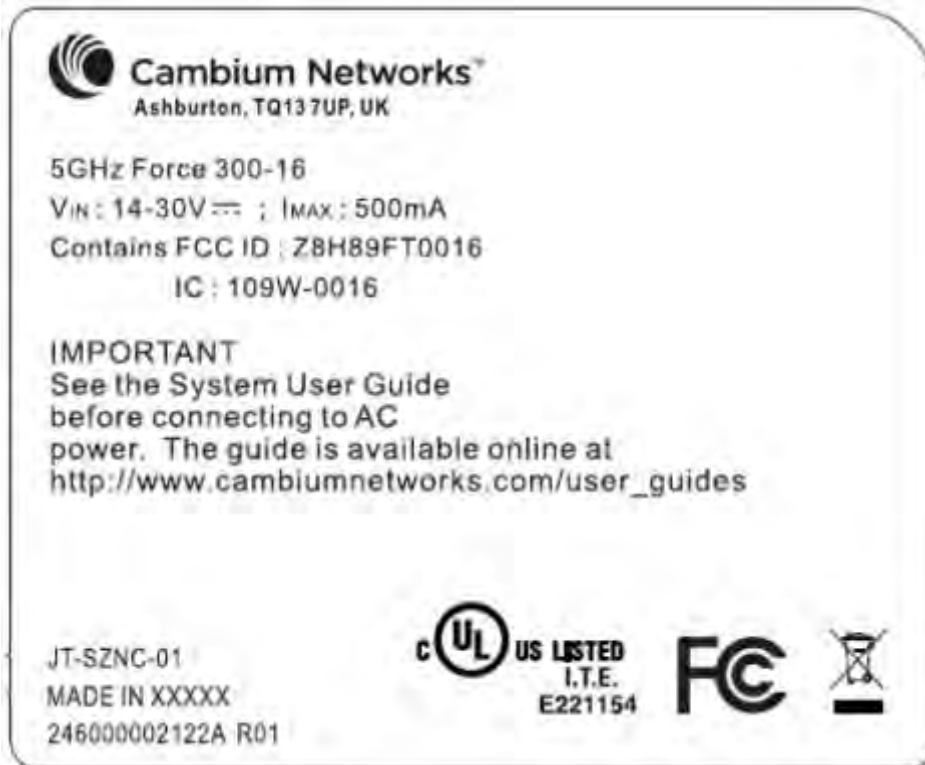 Cambium Networks™
Ashburton, TQ13 7UP, UK
5GHz Force 300-16
VIN : 14-30V⎓ ; IMAX : 500mA
Contains FCC ID : Z8H89FT0016
IC : 109W-0016
IMPORTANT
See the System User Guide
before connecting to AC
power. The guide is available online at
http://www.cambiumnetworks.com/user_guides
JT-SZNC-01
MADE IN XXXXX
246000002122A R01
C UL US LISTED
I.T.E.
E221154
FC